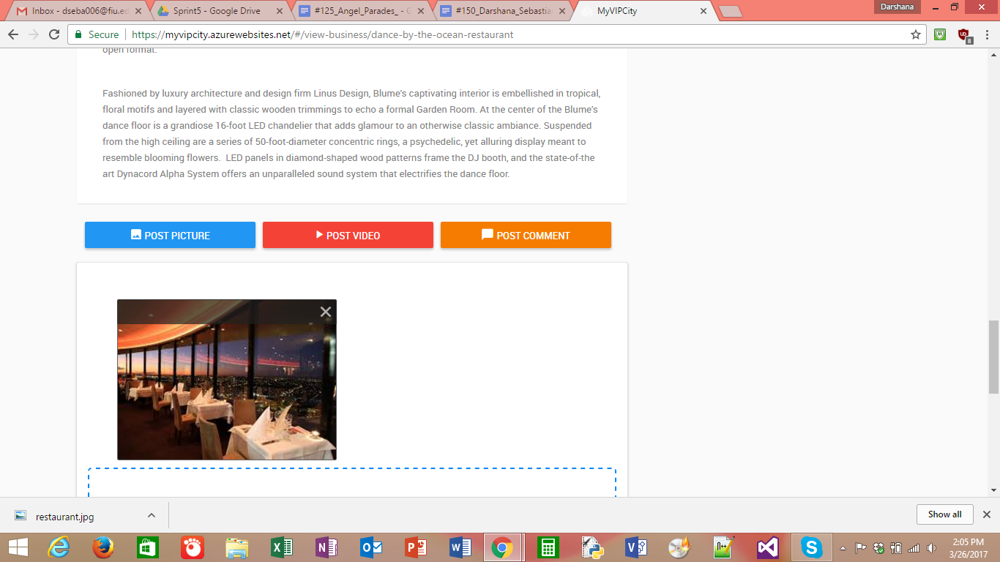 Inbox - dseba006@fiu.ed
Sprint5 - Google Drive
#125_Angel_Parades_ - G
#150_Darshana_Sebastia
MyVIPCity
Darshana
Secure
https://myvipcity.azurewebsites.net/#/view-business/dance-by-the-ocean-restaurant
8
open format.
Fashioned by luxury architecture and design firm Linus Design, Blume's captivating interior is embellished in tropical,
floral motifs and layered with classic wooden trimmings to echo a formal Garden Room. At the center of the Blume's
dance floor is a grandiose 16-foot LED chandelier that adds glamour to an otherwise classic ambiance. Suspended
from the high ceiling are a series of 50-foot-diameter concentric rings, a psychedelic, yet alluring display meant to
resemble blooming flowers.  LED panels in diamond-shaped wood patterns frame the DJ booth, and the state-of-the
art Dynacord Alpha System offers an unparalleled sound system that electrifies the dance floor.
POST PICTURE
POST VIDEO
POST COMMENT
restaurant.jpg
Show all
2:05 PM
3/26/2017